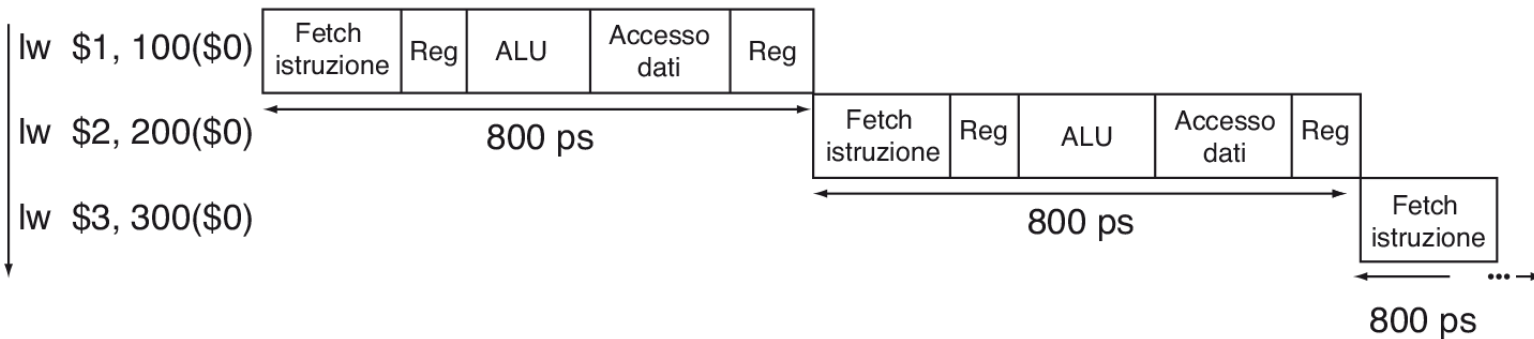 lw $1, 100($0)
Fetch
istruzione
Reg
ALU
Accesso
dati
Reg
800 ps
lw $2, 200($0)
Fetch
istruzione
Reg
ALU
Accesso
dati
Reg
800 ps
lw $3, 300($0)
Fetch
istruzione
...
800 ps